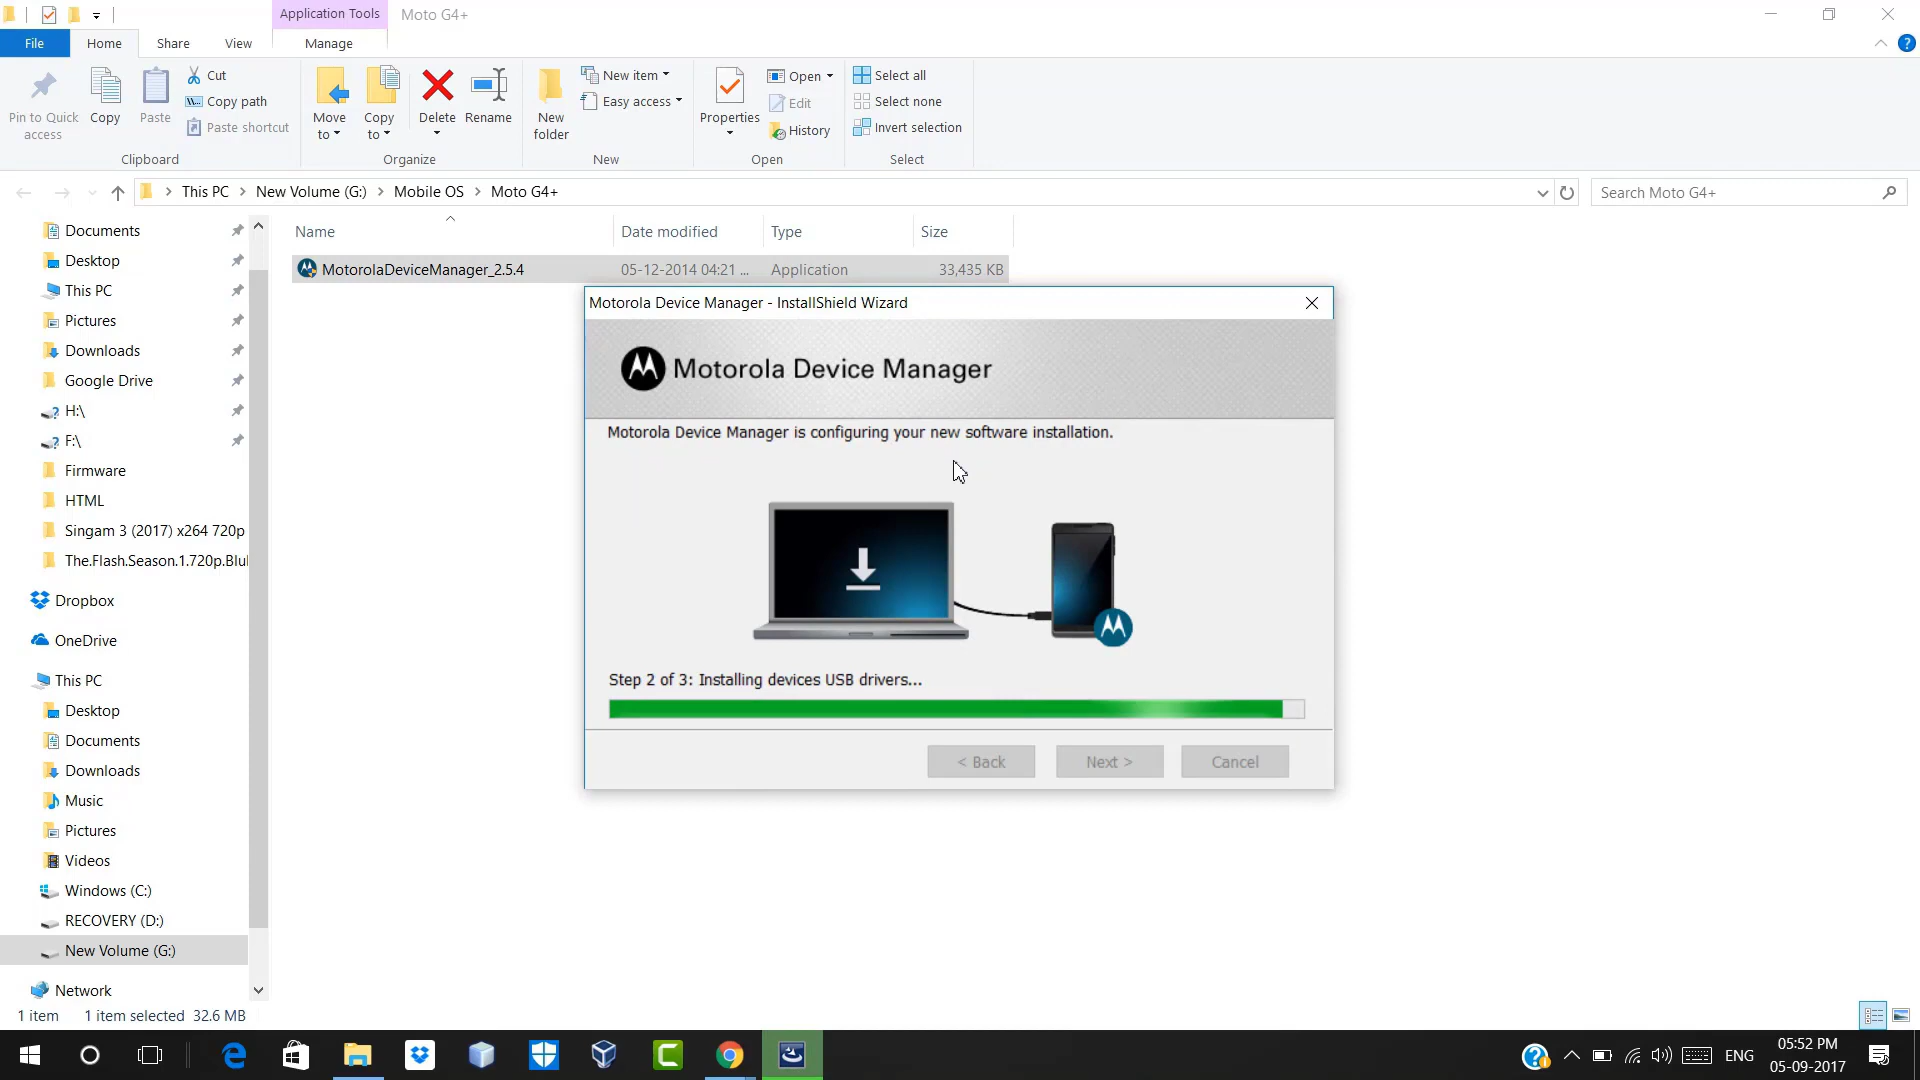 Application Tools
Moto G4+
File
Home
Share
View
Manage
Pin to Quick access
Copy
Paste
Cut
Copy path
Paste shortcut
Clipboard
Move to
Copy to
Delete
Rename
Organize
New folder
New item
Easy access
New
Properties
Open
Edit
History
Open
Select all
Select none
Invert selection
Select
This PC
New Volume (G:)
Mobile OS
Moto G4+
Search Moto G4+
Name
Date modified
Type
Size
MotorolaDeviceManager_2.5.4
05-12-2014 04:21 ...
Application
33,435 KB
Documents
Desktop
This PC
Pictures
Downloads
Google Drive
H:\
F:\
Firmware
HTML
Singam 3 (2017) x264 720p
The.Flash.Season.1.720p.Blu
Dropbox
OneDrive
This PC
Desktop
Documents
Downloads
Music
Pictures
Videos
Windows (C:)
RECOVERY (D:)
New Volume (G:)
Network
Motorola Device Manager - InstallShield Wizard
Motorola Device Manager
Motorola Device Manager is configuring your new software installation.
Step 2 of 3: Installing devices USB drivers...
< Back
Next >
Cancel
1 item
1 item selected 32.6 MB
ENG
05:52 PM
05-09-2017